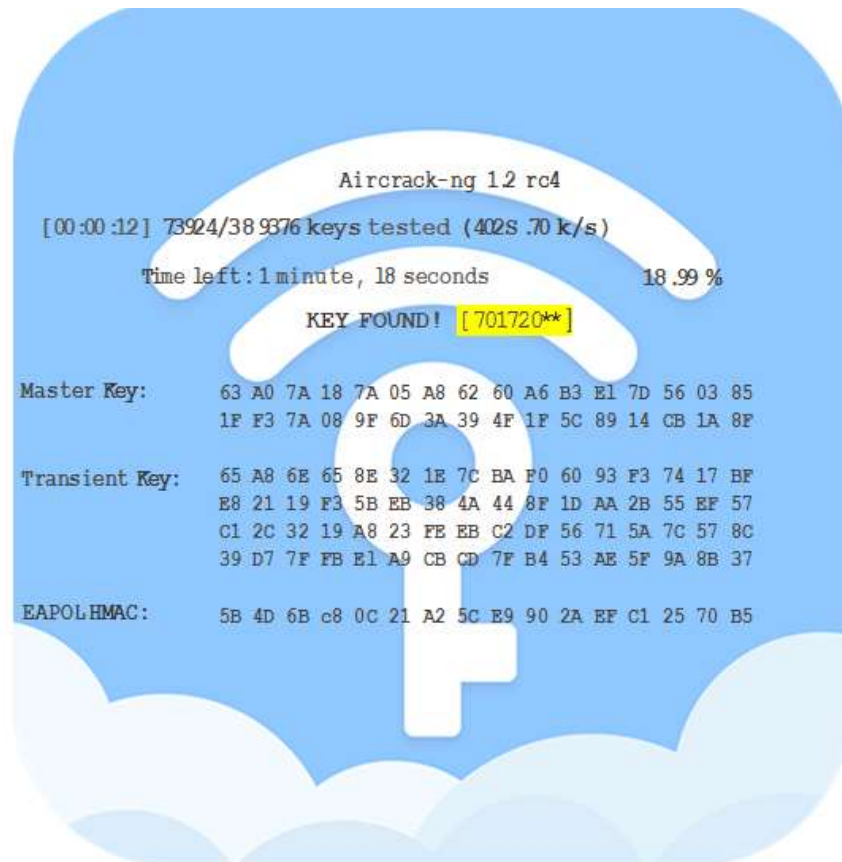 Aircrack-ng 1.2 rc4
[00:00:12] 73924/389376 keys tested (402S.70 k/s)
Time left: 1 minute, 18 seconds 18.99 %
KEY FOUND! [701720**]
Master Key: 63 A0 7A 18 7A 05 A8 62 60 A6 B3 E1 7D 56 03 85
1F F3 7A 08 9F 6D 3A 39 4F 1F 5C 89 14 CB 1A 8F
Transient Key: 65 A8 6E 65 8E 32 1E 7C BA F0 60 93 F3 74 17 BF
E8 21 19 F3 5B EB 38 4A 44 8F 1D AA 2B 55 EF 57
C1 2C 32 19 A8 23 FE EB C2 DF 56 71 5A 7C 57 8C
39 D7 7F FB E1 A9 CB CD 7F B4 53 AE 5F 9A 8B 37
EAPOLHMAC: 5B 4D 6B c8 0C 21 A2 5C E9 90 2A EF C1 25 70 B5